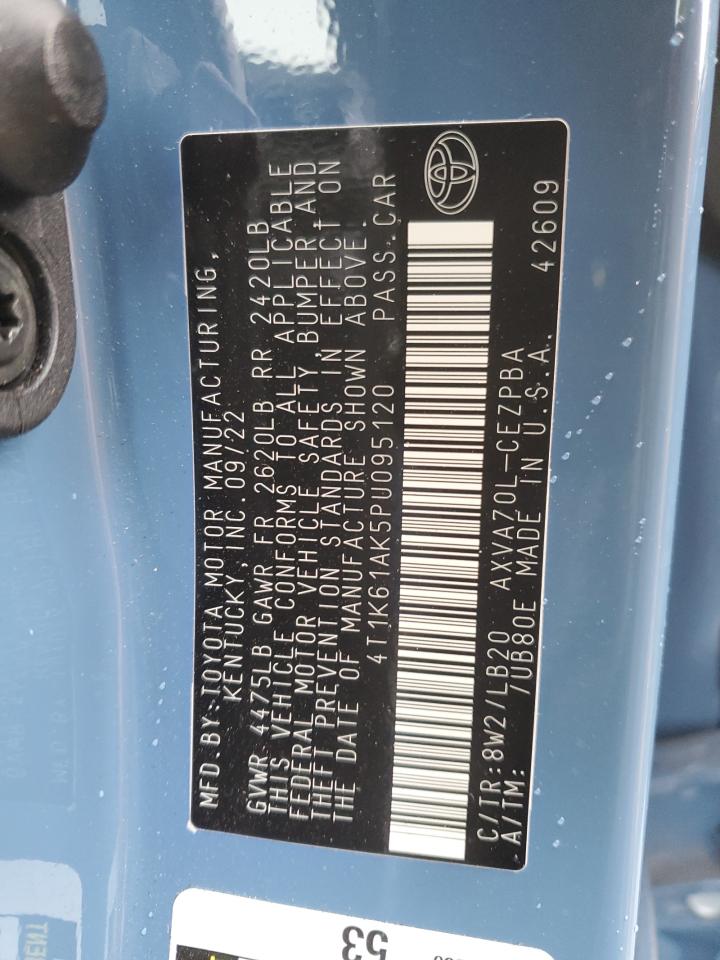 MFD.BY:TOYOTA MOTOR MANUFACTURING,
KENTUCKY, INC. 09/22
GVWR 4475LB GAWR FR 2620LB RR 2420LB
THIS VEHICLE CONFORMS TO ALL APPLICABLE
FEDERAL MOTOR VEHICLE SAFETY, BUMPER, AND
THEFT PREVENTION STANDARDS IN EFFECT ON
THE DATE OF MANUFACTURE SHOWN ABOVE.
4T1K61AK5PU095120 PASS. CAR
C/TR:8W2/LB20 AXVA70L-CEZPBA 42609
A/TM: 7UB80E MADE IN U.S.A.
53